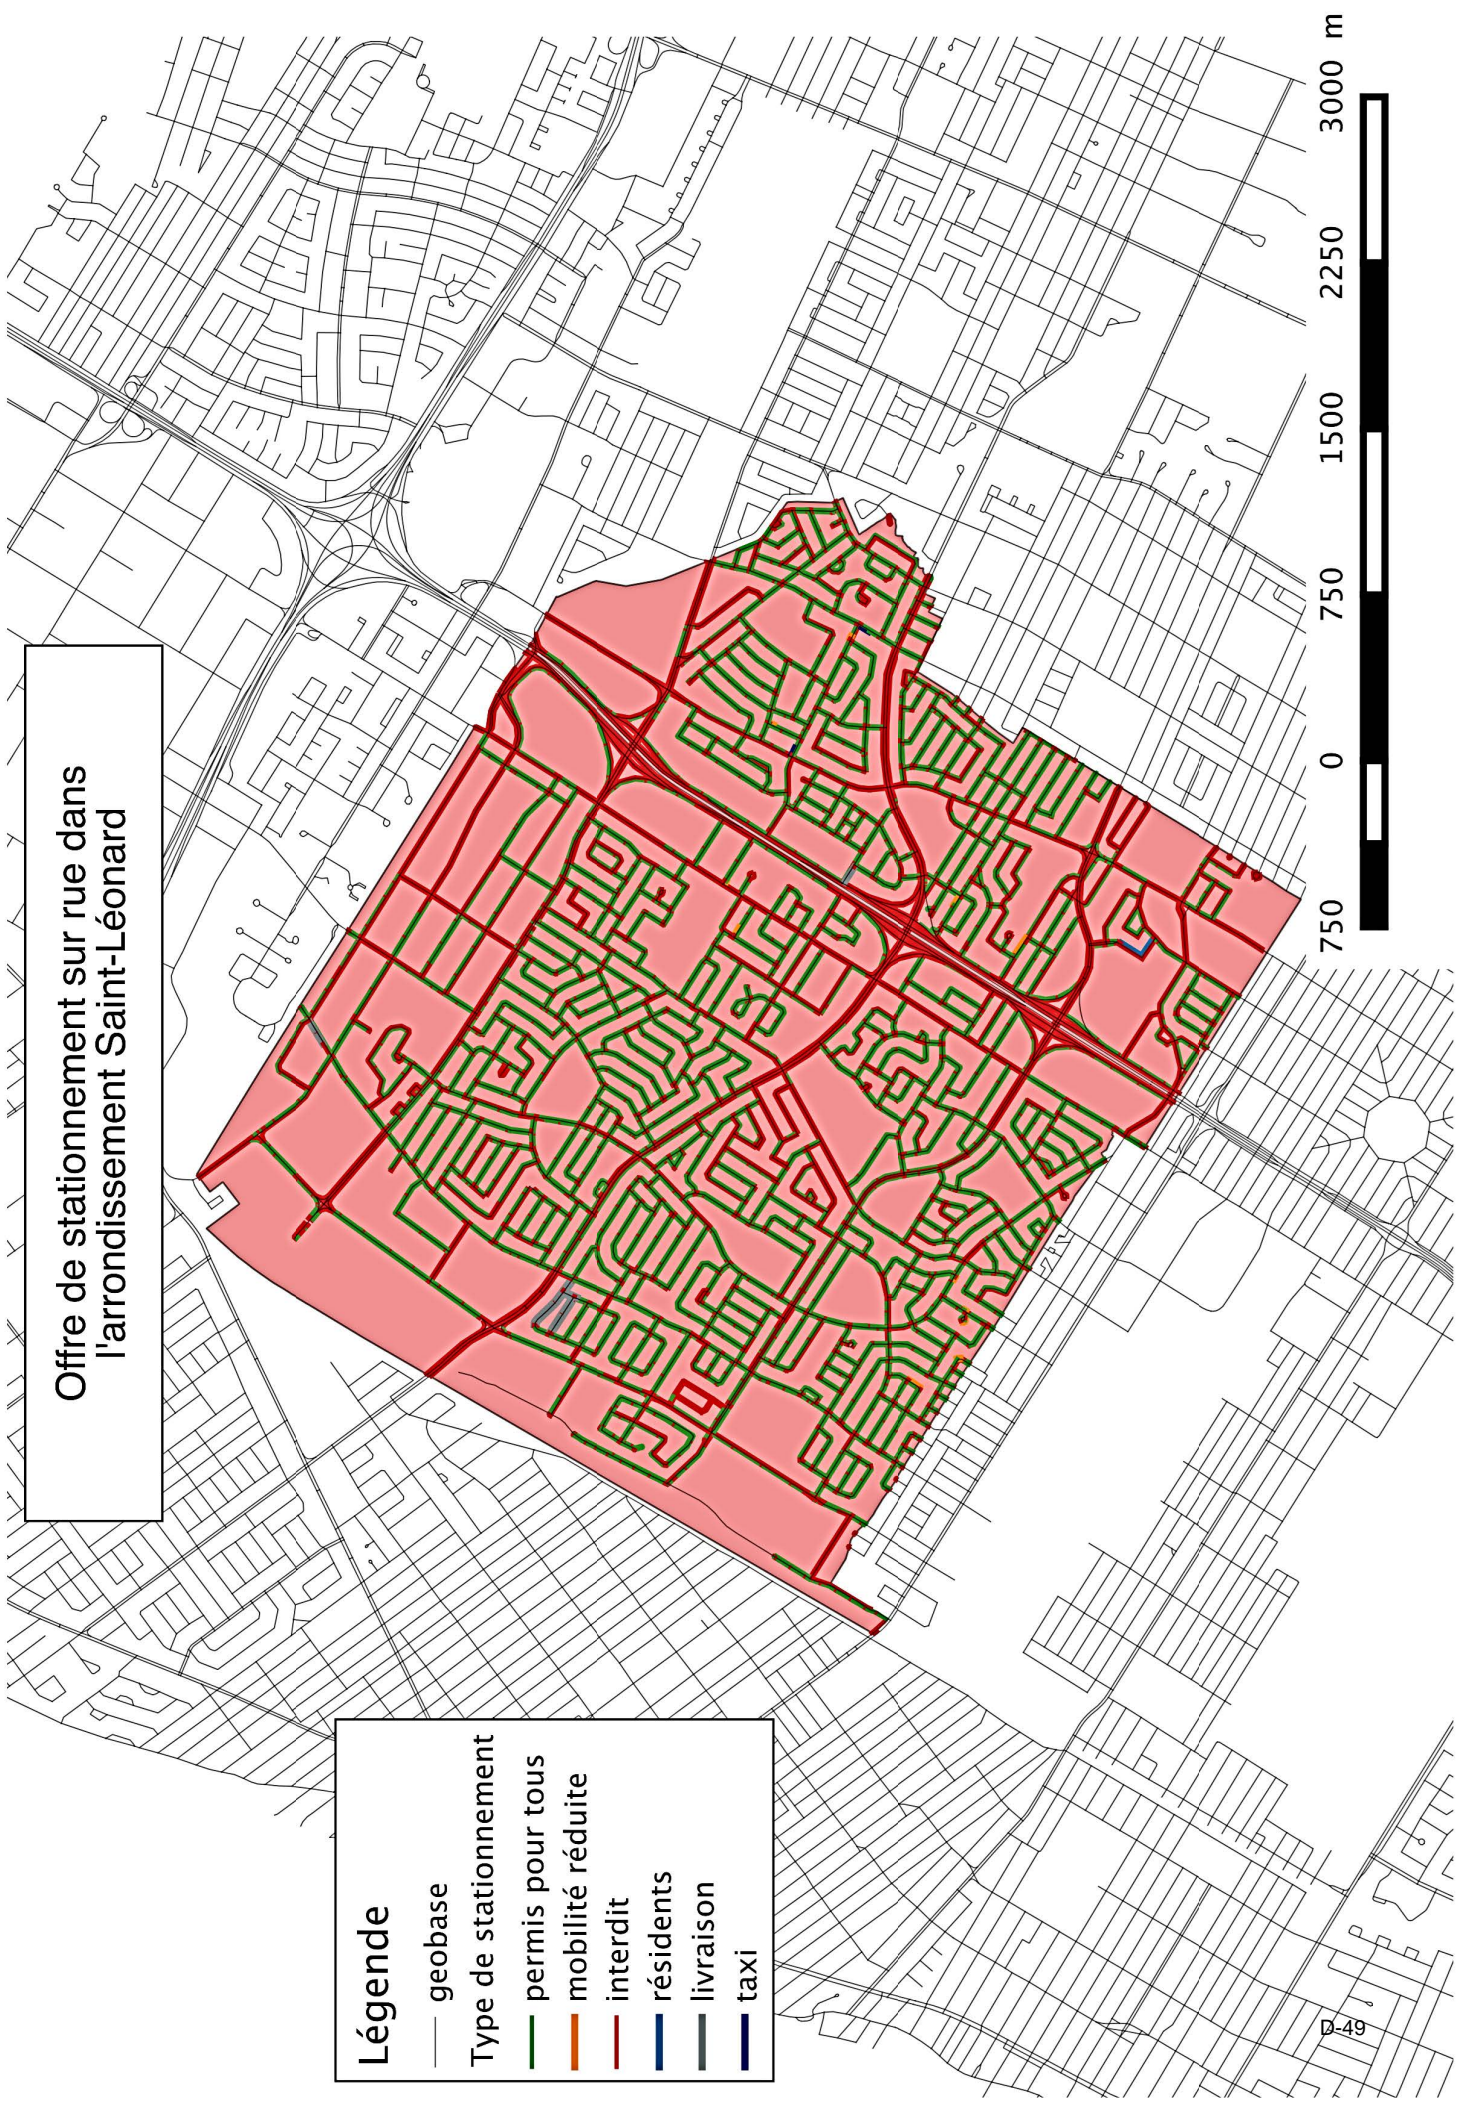 Offre de stationnement sur rue dans
l'arrondissement Saint-Léonard
Légende
geobase
Type de stationnement
permis pour tous
mobilité réduite
interdit
résidents
livraison
taxi
750 0 750 1500 2250 3000 m
D-49